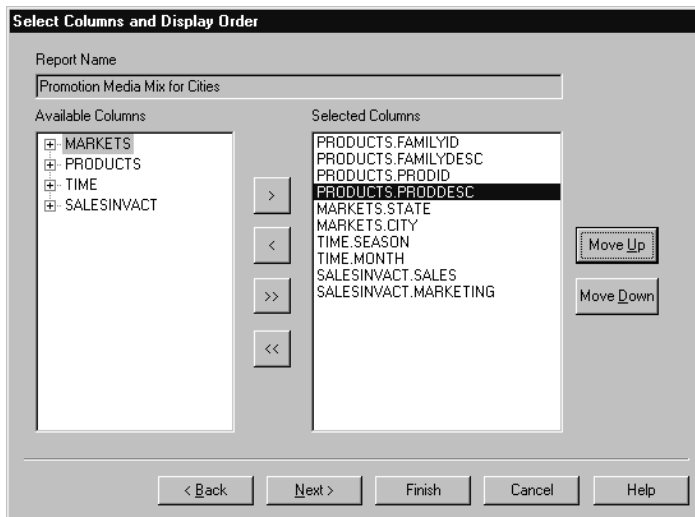 Select Columns and Display Order
Report Name
Promotion Media Mix for Cities
Available Columns
MARKETS
PRODUCTS
TIME
SALESINVACT
>
<
>>
<<
Selected Columns
PRODUCTS.FAMILYID
PRODUCTS.FAMILYDESC
PRODUCTS.PRODID
PRODUCTS.PRODDESC
MARKETS.STATE
MARKETS.CITY
TIME.SEASON
TIME.MONTH
SALESINVACT.SALES
SALESINVACT.MARKETING
Move Up
Move Down
< Back
Next >
Finish
Cancel
Help